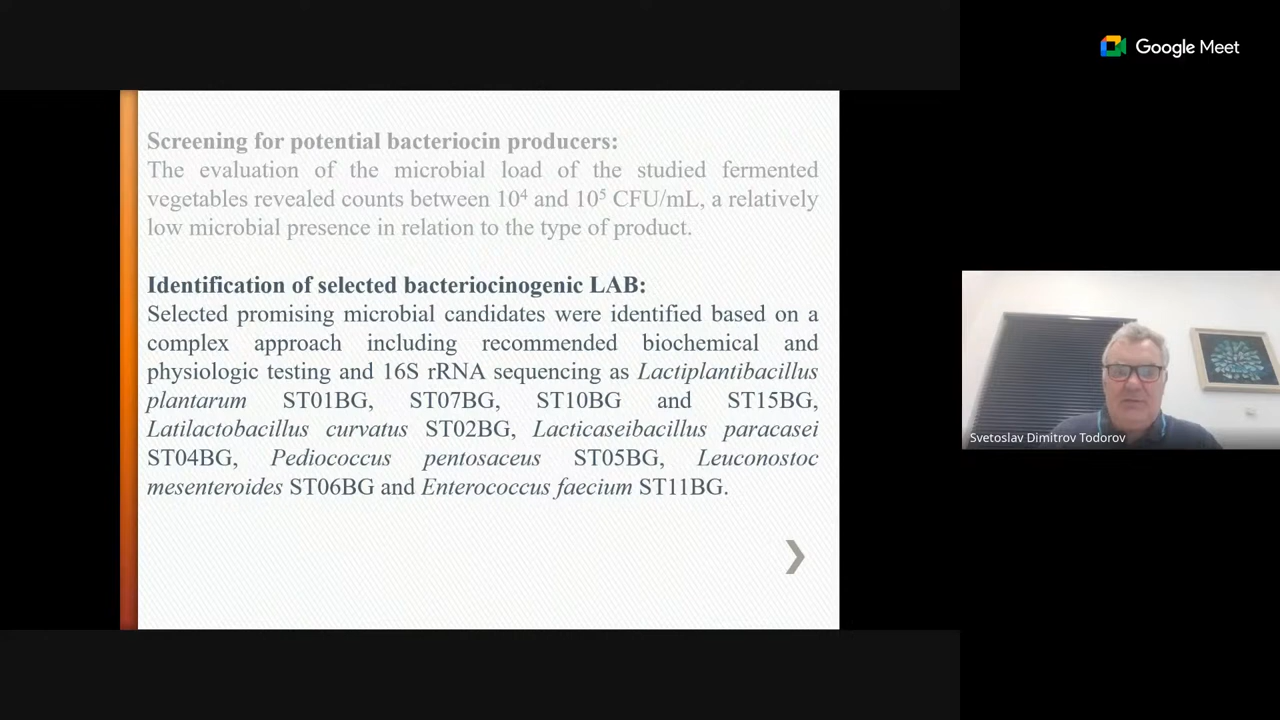 Google Meet
Screening for potential bacteriocin producers:
The evaluation of the microbial load of the studied fermented
vegetables revealed counts between 10⁴ and 10⁵ CFU/mL, a relatively
low microbial presence in relation to the type of product.
Identification of selected bacteriocinogenic LAB:
Selected promising microbial candidates were identified based on a
complex approach including recommended biochemical and
physiologic testing and 16S rRNA sequencing as Lactiplantibacillus
plantarum ST01BG, ST07BG, ST10BG and ST15BG,
Latilactobacillus curvatus ST02BG, Lacticaseibacillus paracasei
ST04BG, Pediococcus pentosaceus ST05BG, Leuconostoc
mesenteroides ST06BG and Enterococcus faecium ST11BG.
Svetoslav Dimitrov Todorov